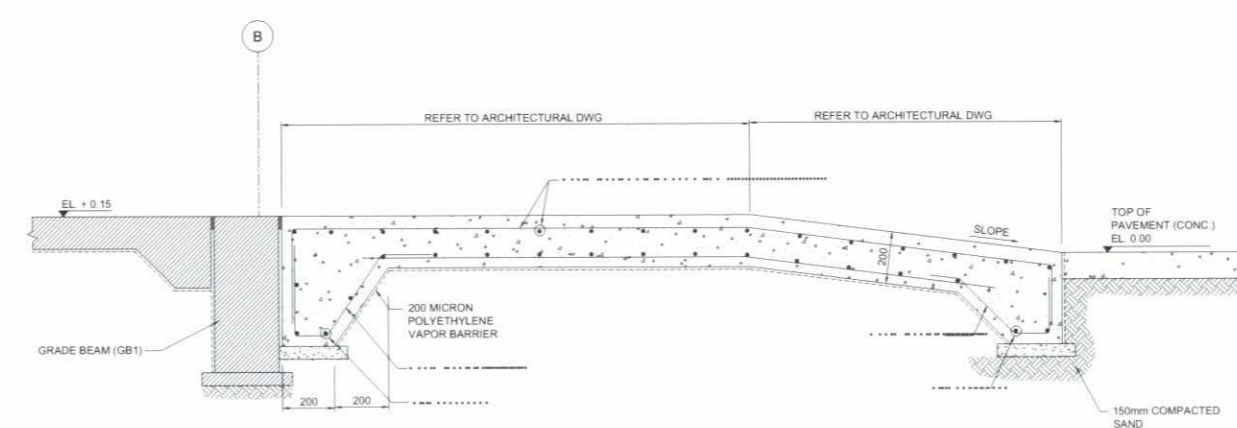 B
REFER TO ARCHITECTURAL DWG
REFER TO ARCHITECTURAL DWG
EL. + 0.15
TOP OF
PAVEMENT (CONC.)
EL. 0.00
SLOPE
200
200 MICRON
POLYETHYLENE
VAPOR BARRIER
GRADE BEAM (GB1)
200
200
150mm COMPACTED
SAND